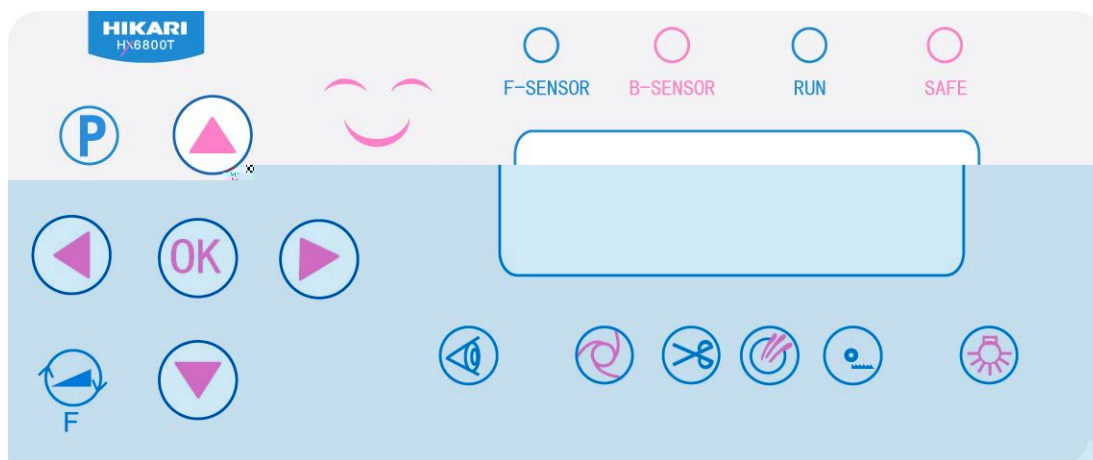 HIKARI
HX6800T
F-SENSOR B-SENSOR RUN SAFE
P
OK
F